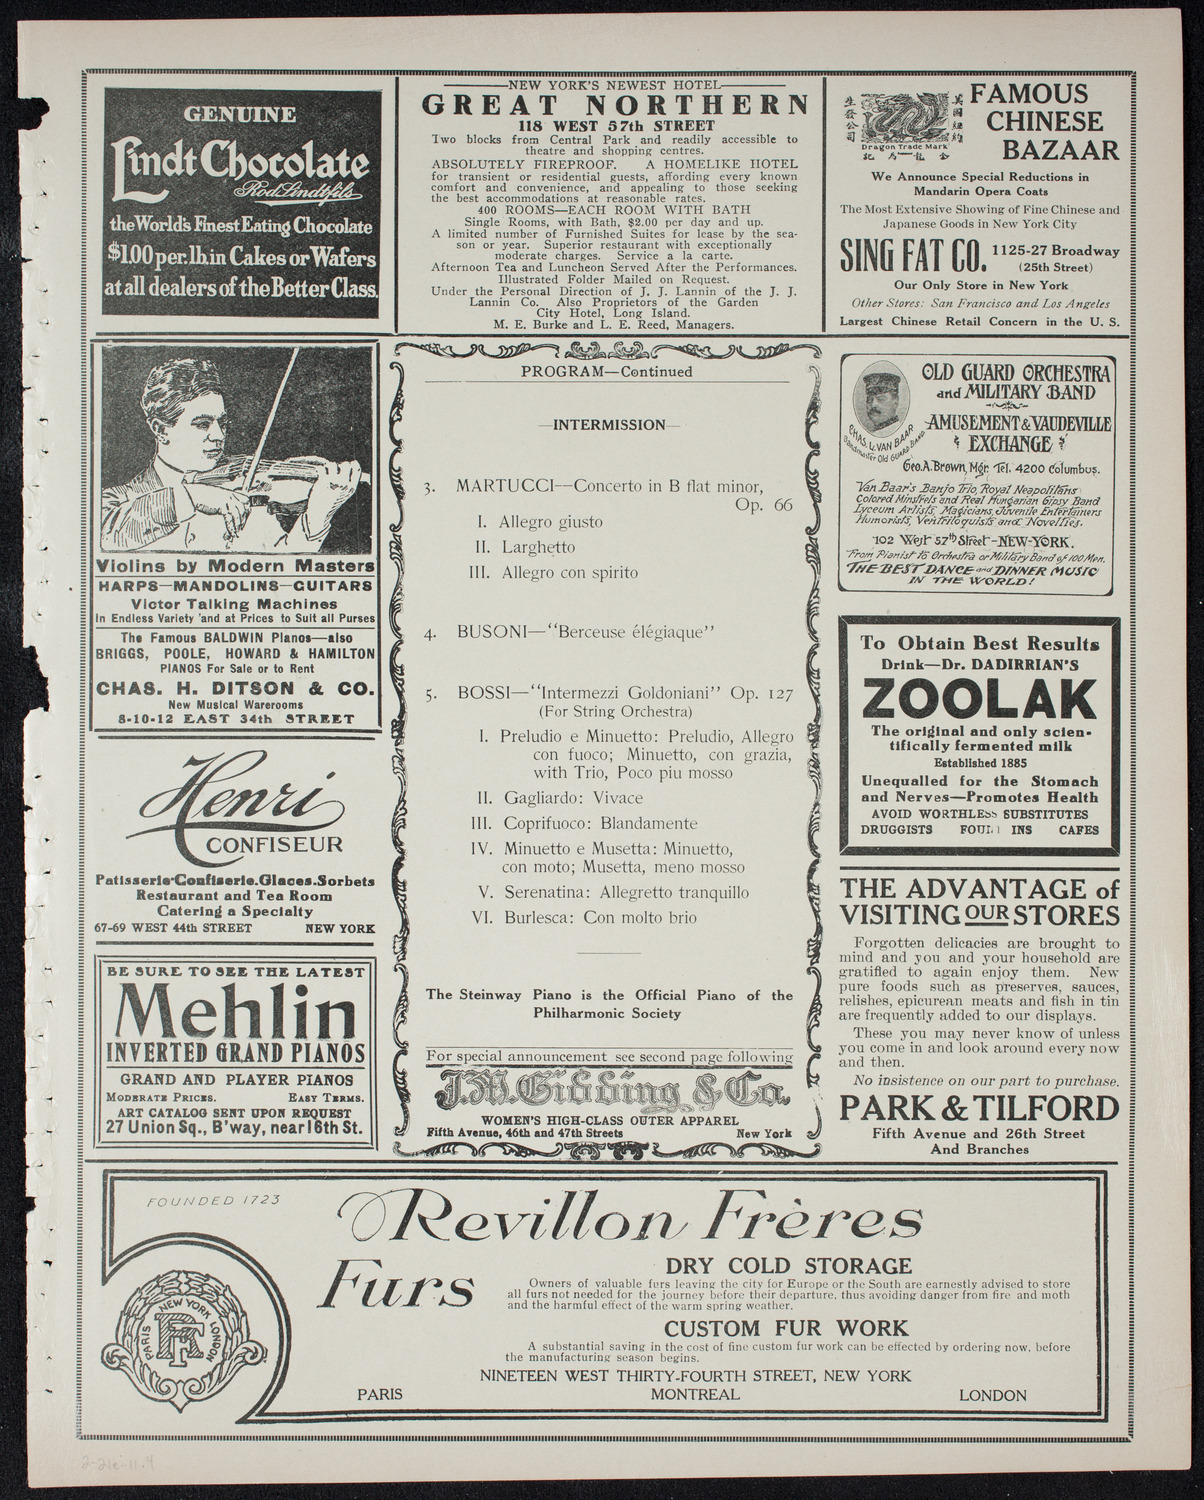 GENUINE
Lindt Chocolate
Rod. Lindt fils
the World's Finest Eating Chocolate
$1.00 per. lb. in Cakes or Wafers
at all dealers of the Better Class.
NEW YORK'S NEWEST HOTEL
GREAT NORTHERN
118 WEST 57th STREET
Two blocks from Central Park and readily accessible to
theatre and shopping centres.
ABSOLUTELY FIREPROOF. A HOMELIKE HOTEL
for transient or residential guests, affording every known
comfort and convenience, and appealing to those seeking
the best accommodations at reasonable rates.
400 ROOMS—EACH ROOM WITH BATH
Single Rooms, with Bath, $2.00 per day and up.
A limited number of Furnished Suites for lease by the sea-
son or year. Superior restaurant with exceptionally
moderate charges. Service a la carte.
Afternoon Tea and Luncheon Served After the Performances.
Illustrated Folder Mailed on Request.
Under the Personal Direction of J. J. Lannin of the J. J.
Lannin Co. Also Proprietors of the Garden
City Hotel, Long Island.
M. E. Burke and L. E. Reed, Managers.
生發公司
美國紐約
Dragon Trade Mark
FAMOUS
CHINESE
BAZAAR
We Announce Special Reductions in
Mandarin Opera Coats
The Most Extensive Showing of Fine Chinese and
Japanese Goods in New York City
SING FAT CO. 1125-27 Broadway
(25th Street)
Our Only Store in New York
Other Stores: San Francisco and Los Angeles
Largest Chinese Retail Concern in the U. S.
Violins by Modern Masters
HARPS—MANDOLINS—GUITARS
Victor Talking Machines
In Endless Variety and at Prices to Suit all Purses
The Famous BALDWIN Pianos—also
BRIGGS, POOLE, HOWARD & HAMILTON
PIANOS For Sale or to Rent
CHAS. H. DITSON & CO.
New Musical Warerooms
8-10-12 EAST 34th STREET
Henri
CONFISEUR
Patisserie-Confiserie.Glaces.Sorbets
Restaurant and Tea Room
Catering a Specialty
67-69 WEST 44th STREET NEW YORK
BE SURE TO SEE THE LATEST
Mehlin
INVERTED GRAND PIANOS
GRAND AND PLAYER PIANOS
MODERATE PRICES. EASY TERMS.
ART CATALOG SENT UPON REQUEST
27 Union Sq., B'way, near 16th St.
PROGRAM—Continued
—INTERMISSION—
3. MARTUCCI—Concerto in B flat minor,
Op. 66
I. Allegro giusto
II. Larghetto
III. Allegro con spirito
4. BUSONI—"Berceuse élégiaque"
5. BOSSI—"Intermezzi Goldoniani" Op. 127
(For String Orchestra)
I. Preludio e Minuetto: Preludio, Allegro
con fuoco; Minuetto, con grazia,
with Trio, Poco piu mosso
II. Gagliardo: Vivace
III. Coprifuoco: Blandamente
IV. Minuetto e Musetta: Minuetto,
con moto; Musetta, meno mosso
V. Serenatina: Allegretto tranquillo
VI. Burlesca: Con molto brio
The Steinway Piano is the Official Piano of the
Philharmonic Society
For special announcement see second page following
J.M. Gidding & Co.
WOMEN'S HIGH-CLASS OUTER APPAREL
Fifth Avenue, 46th and 47th Streets New York
CHAS. L. VAN BAAR
Bandmaster Old Guard Band
OLD GUARD ORCHESTRA
and MILITARY BAND
AMUSEMENT & VAUDEVILLE
EXCHANGE
Geo. A. Brown, Mgr. Tel. 4200 Columbus.
Van Baar's Banjo Trio, Royal Neapolitans
Colored Minstrels and Real Hungarian Gipsy Band
Lyceum Artists, Magicians, Juvenile Entertainers
Humorists, Ventriloquists and Novelties.
102 West 57th Street—NEW-YORK.
From Pianist to Orchestra or Military Band of 100 Men.
THE BEST DANCE and DINNER MUSIC
IN THE WORLD!
To Obtain Best Results
Drink—Dr. DADIRRIAN'S
ZOOLAK
The original and only scien-
tifically fermented milk
Established 1885
Unequalled for the Stomach
and Nerves—Promotes Health
AVOID WORTHLESS SUBSTITUTES
DRUGGISTS CAFES
THE ADVANTAGE of
VISITING OUR STORES
Forgotten delicacies are brought to
mind and you and your household are
gratified to again enjoy them. New
pure foods such as preserves, sauces,
relishes, epicurean meats and fish in tin
are frequently added to our displays.
These you may never know of unless
you come in and look around every now
and then.
No insistence on our part to purchase.
PARK & TILFORD
Fifth Avenue and 26th Street
And Branches
FOUNDED 1723
Revillon Frères
Furs
PARIS NEW YORK LONDON
RF
DRY COLD STORAGE
Owners of valuable furs leaving the city for Europe or the South are earnestly advised to store
all furs not needed for the journey before their departure, thus avoiding danger from fire and moth
and the harmful effect of the warm spring weather.
CUSTOM FUR WORK
A substantial saving in the cost of fine custom fur work can be effected by ordering now, before
the manufacturing season begins.
NINETEEN WEST THIRTY-FOURTH STREET, NEW YORK
PARIS MONTREAL LONDON